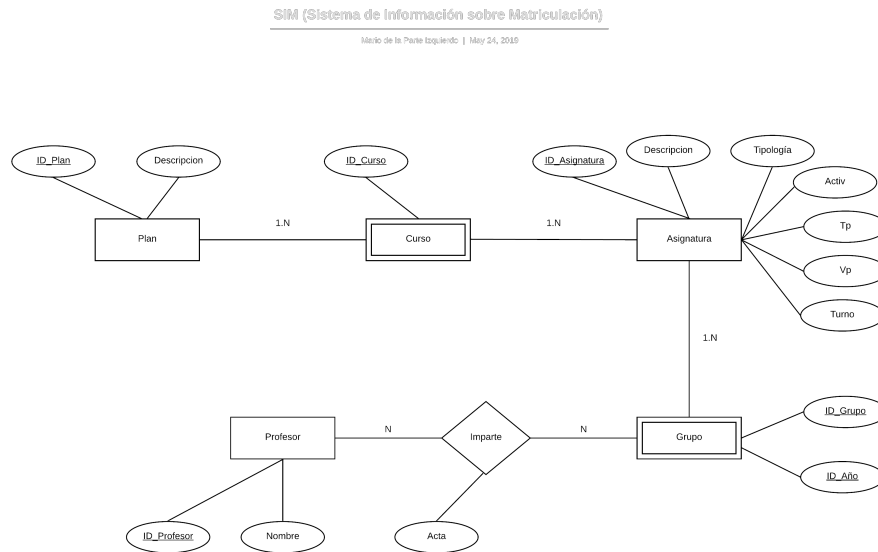 SIM (Sistema de información sobre Matriculación)
Mario de la Parte Izquierdo | May 24, 2019
ID_Plan
Descripcion
ID_Curso
ID_Asignatura
Descripcion
Tipología
Activ
Tp
Vp
Turno
Plan
1.N
Curso
1.N
Asignatura
1.N
Profesor
N
Imparte
N
Grupo
ID_Grupo
ID_Año
ID_Profesor
Nombre
Acta